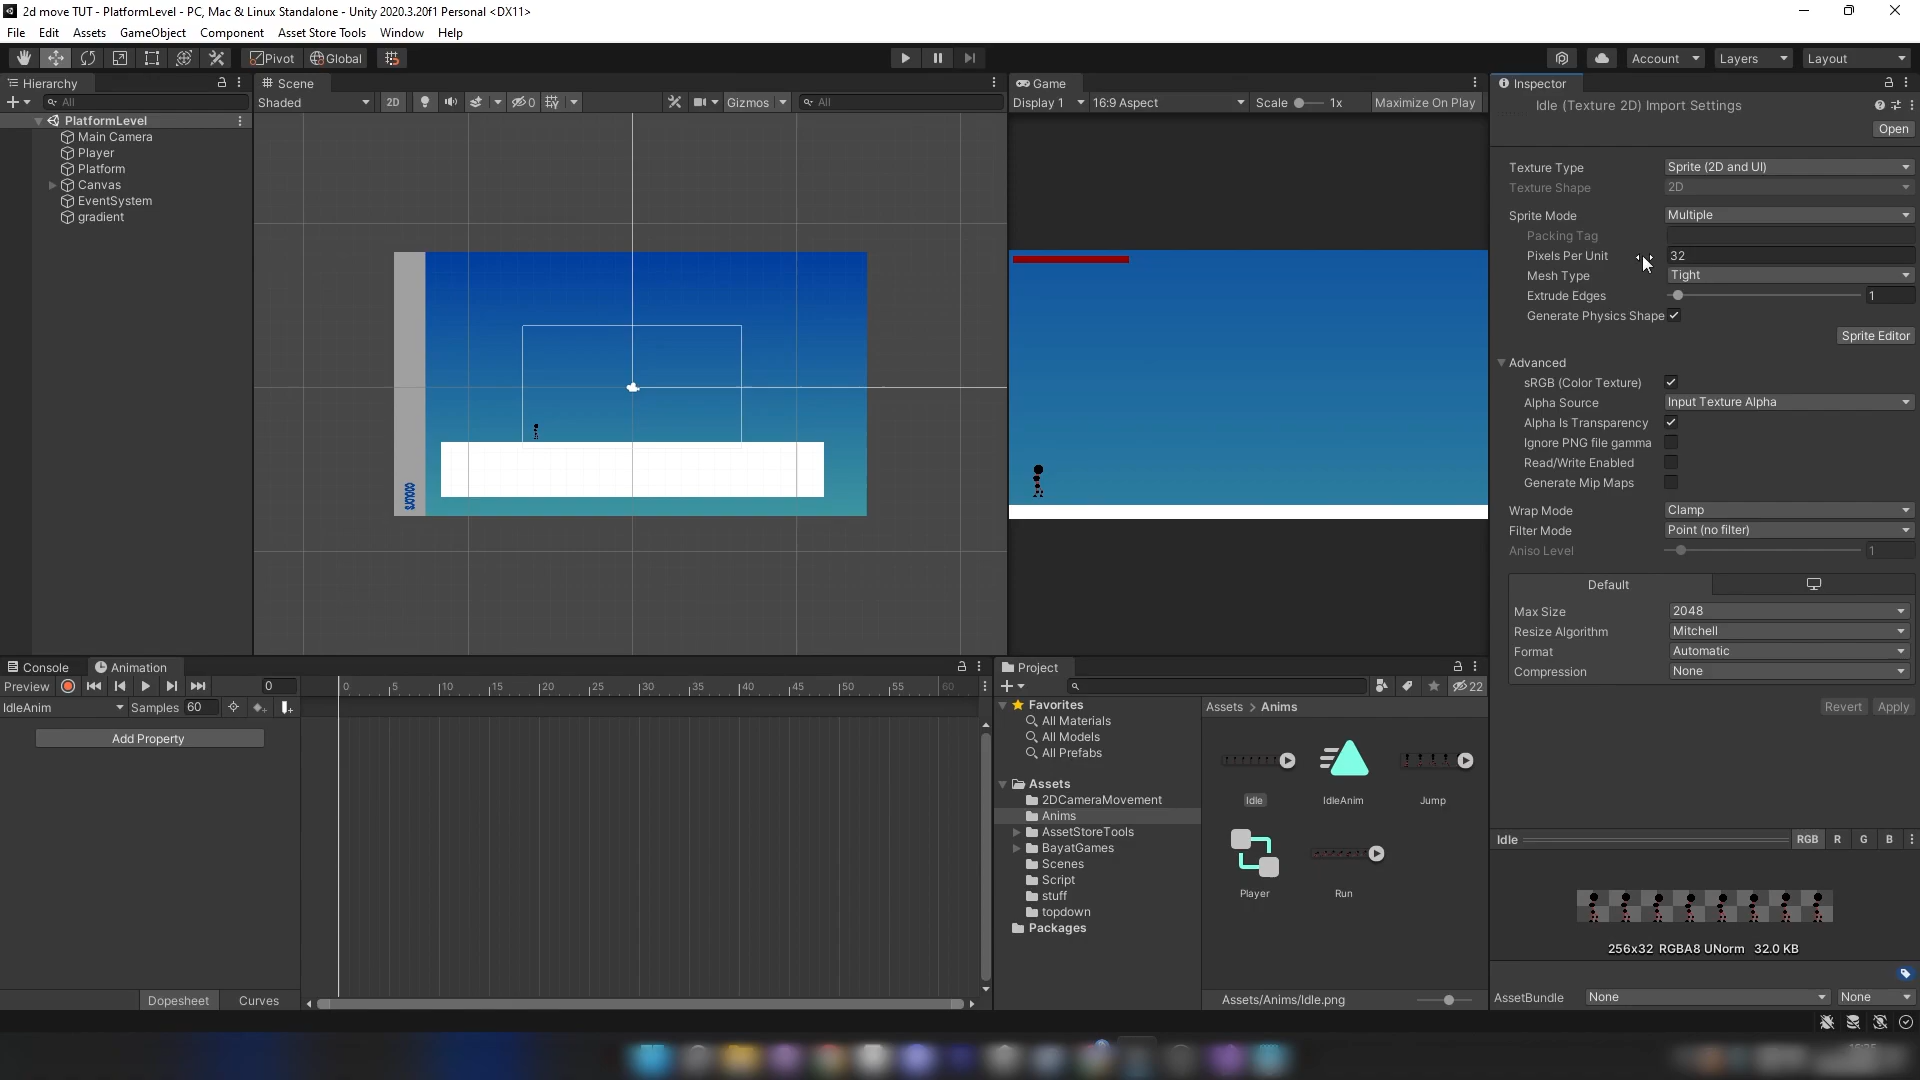 2d move TUT - PlatformLevel - PC, Mac & Linux Standalone - Unity 2020.3.20f1 Personal <DX11>
File Edit Assets GameObject Component Asset Store Tools Window Help
Pivot Global Account Layers Layout
Hierarchy
All
PlatformLevel
Main Camera
Player
Platform
Canvas
EventSystem
gradient
Scene
Shaded 2D 0 Gizmos All
Game
Display 1 16:9 Aspect Scale 1x Maximize On Play
Inspector
Idle (Texture 2D) Import Settings
Open
Texture Type Sprite (2D and UI)
Texture Shape 2D
Sprite Mode Multiple
Packing Tag
Pixels Per Unit 32
Mesh Type Tight
Extrude Edges 1
Generate Physics Shape
Sprite Editor
Advanced
sRGB (Color Texture)
Alpha Source Input Texture Alpha
Alpha Is Transparency
Ignore PNG file gamma
Read/Write Enabled
Generate Mip Maps
Wrap Mode Clamp
Filter Mode Point (no filter)
Aniso Level 1
Default
Max Size 2048
Resize Algorithm Mitchell
Format Automatic
Compression None
Revert Apply
Idle RGB R G B
256x32 RGBA8 UNorm 32.0 KB
AssetBundle None None
Console Animation
Preview 0
IdleAnim Samples 60
0 5 10 15 20 25 30 35 40 45 50 55 60
Add Property
Dopesheet Curves
Project
22
Favorites
All Materials
All Models
All Prefabs
Assets
2DCameraMovement
Anims
AssetStoreTools
BayatGames
Scenes
Script
stuff
topdown
Packages
Assets > Anims
Idle IdleAnim Jump
Player Run
Assets/Anims/Idle.png